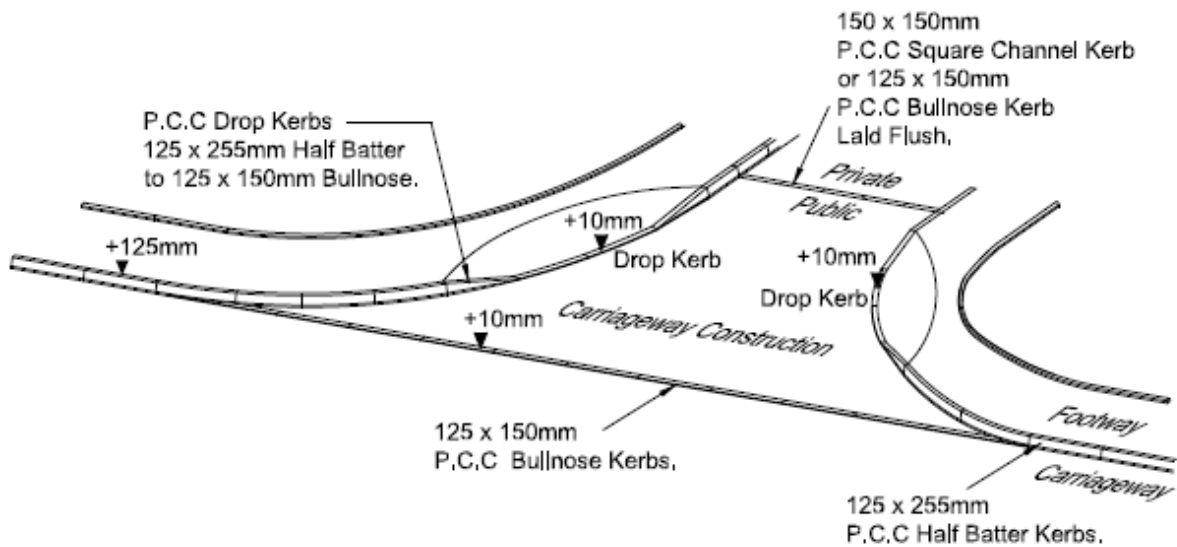 150 x 150mm
P.C.C Square Channel Kerb
or 125 x 150mm
P.C.C Bullnose Kerb
Laid Flush.
P.C.C Drop Kerbs
125 x 255mm Half Batter
to 125 x 150mm Bullnose.
Private
Public
+125mm
+10mm
Drop Kerb
+10mm
Drop Kerb
+10mm
Carriageway Construction
125 x 150mm
P.C.C Bullnose Kerbs.
Footway
Carriageway
125 x 255mm
P.C.C Half Batter Kerbs.